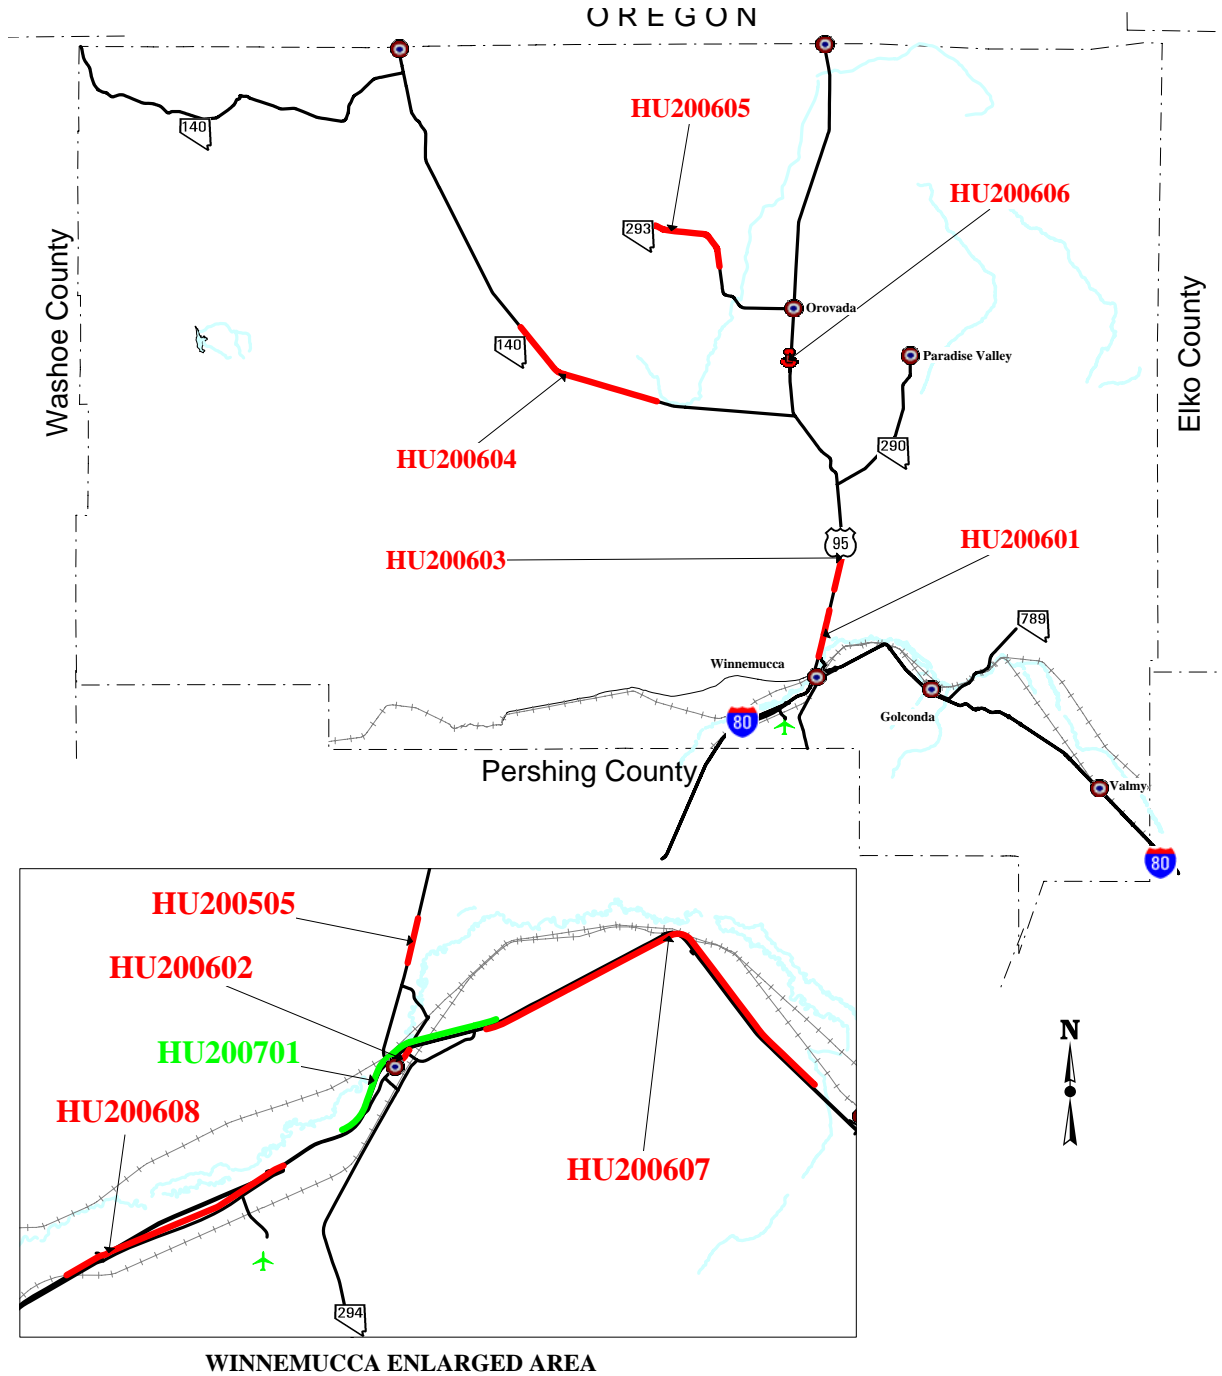 OREGON
HU200605
140
HU200606
293
Washoe County
Elko County
Orovada
140
Paradise Valley
290
HU200604
95
HU200601
HU200603
789
Winnemucca
Golconda
80
Pershing County
Valmy
80
HU200505
HU200602
HU200701
HU200608
HU200607
N
294
WINNEMUCCA ENLARGED AREA